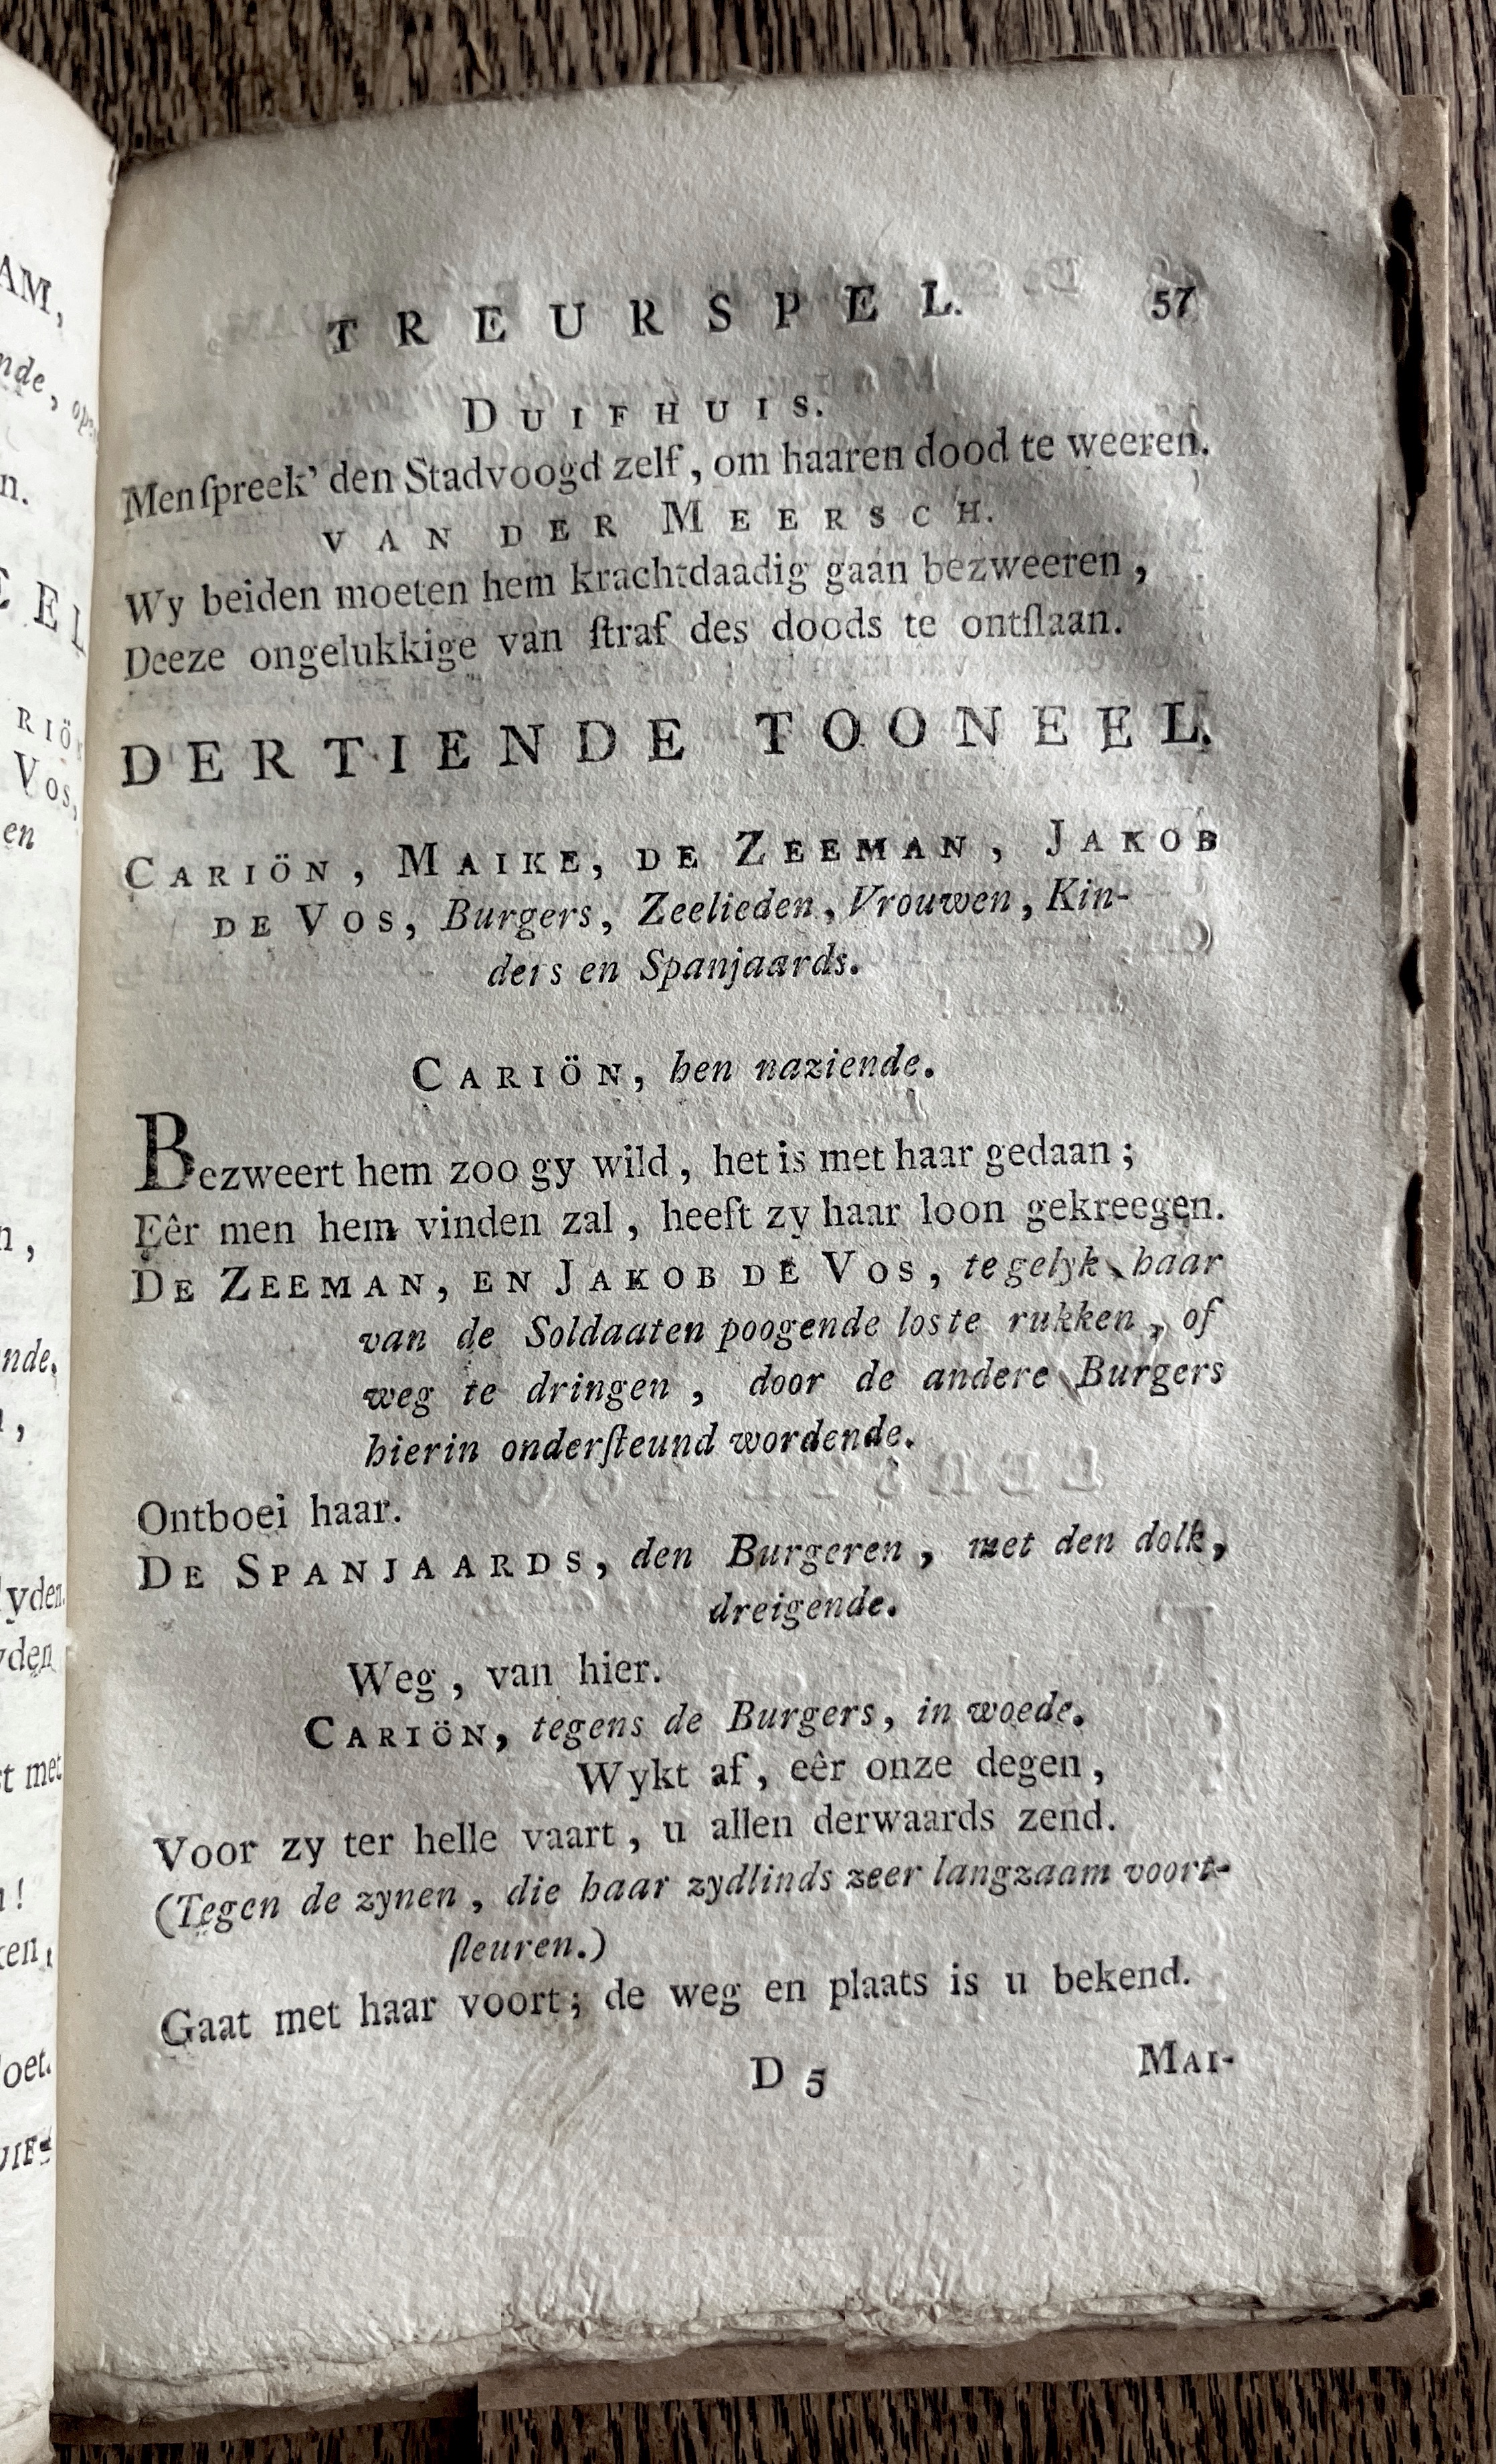 TREURSPEL. 57
DUIFHUIS.
Men ſpreek' den Stadvoogd zelf, om haaren dood te weeren.
VAN DER MEERSCH.
Wy beiden moeten hem krachtdaadig gaan bezweeren,
Deeze ongelukkige van ſtraf des doods te ontſlaan.
DERTIENDE TOONEEL.
CARIÖN, MAIKE, DE ZEEMAN, JAKOB
DE VOS, Burgers, Zeelieden, Vrouwen, Kin-
ders en Spanjaards.
CARIÖN, hen naziende.
Bezweert hem zoo gy wild, het is met haar gedaan;
Eêr men hem vinden zal, heeft zy haar loon gekreegen.
DE ZEEMAN, EN JAKOB DE VOS, te gelyk haar
van de Soldaaten poogende los te rukken, of
weg te dringen, door de andere Burgers
hierin onderſteund wordende.
Ontboei haar.
DE SPANJAARDS, den Burgeren, met den dolk,
dreigende.
Weg, van hier.
CARIÖN, tegens de Burgers, in woede.
Wykt af, eêr onze degen,
Voor zy ter helle vaart, u allen derwaards zend.
(Tegen de zynen, die haar zydlinds zeer langzaam voort-
ſleuren.)
Gaat met haar voort; de weg en plaats is u bekend.
D 5 MAI-